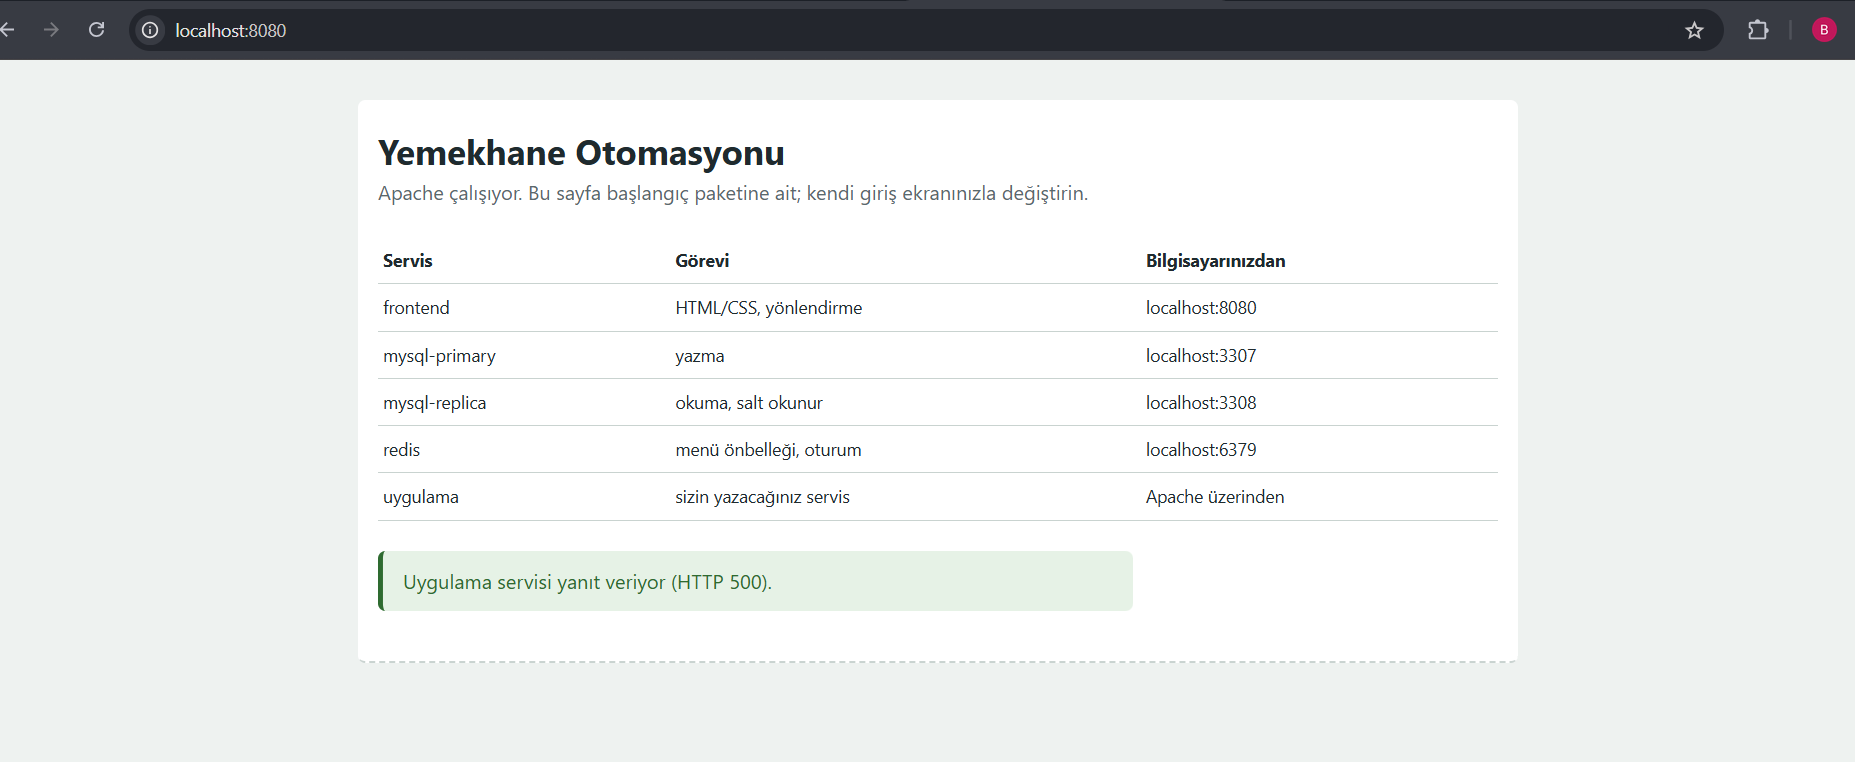 localhost:8080
B
Yemekhane Otomasyonu
Apache çalışıyor. Bu sayfa başlangıç paketine ait; kendi giriş ekranınızla değiştirin.
Servis Görevi Bilgisayarınızdan
frontend HTML/CSS, yönlendirme localhost:8080
mysql-primary yazma localhost:3307
mysql-replica okuma, salt okunur localhost:3308
redis menü önbelleği, oturum localhost:6379
uygulama sizin yazacağınız servis Apache üzerinden
Uygulama servisi yanıt veriyor (HTTP 500).